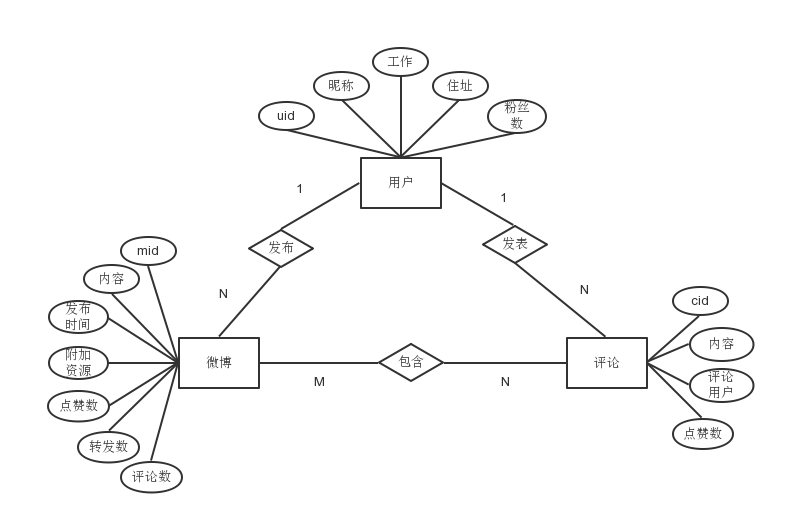 工作
昵称
住址
uid
粉丝
数
用户
1
1
发布
发表
mid
内容
N
N
发布
时间
cid
微博
包含
评论
内容
附加
资源
M
N
评论
用户
点赞数
点赞数
转发数
评论数